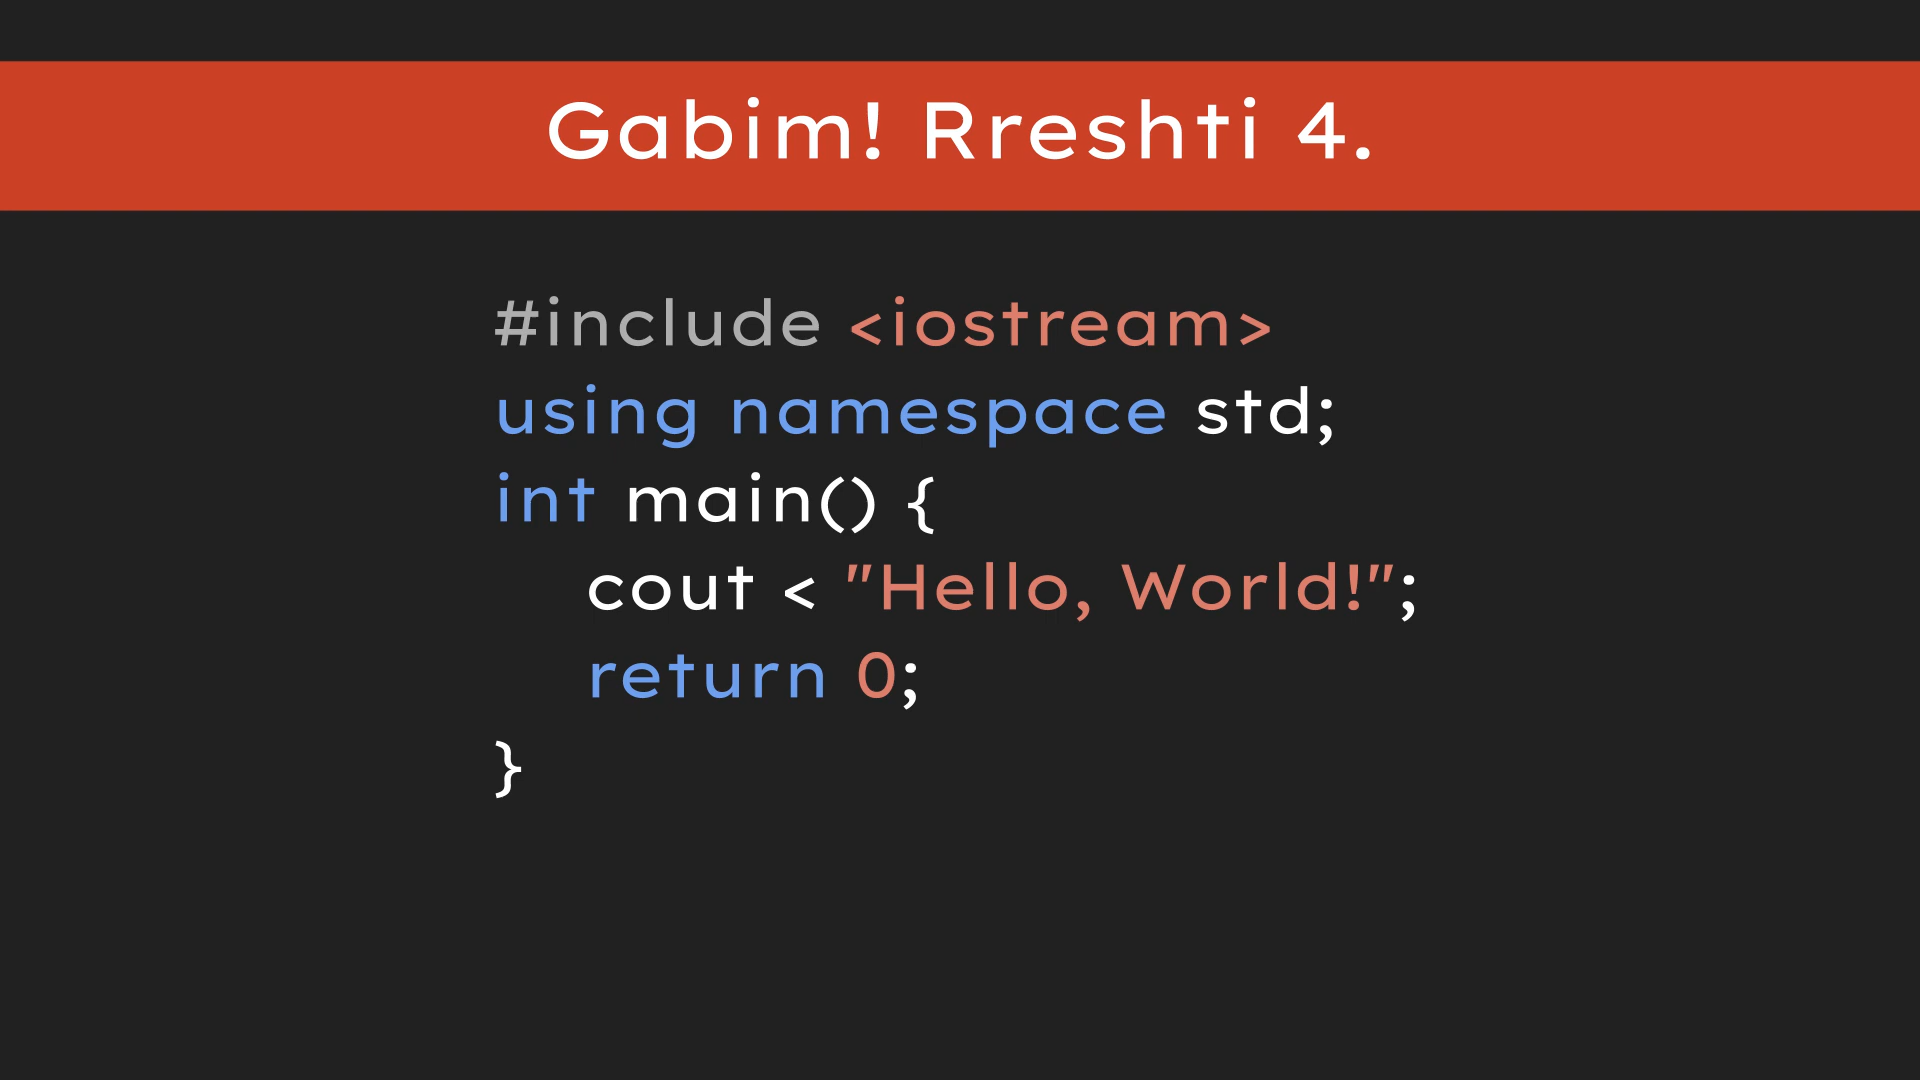 Gabim! Rreshti 4.
#include <iostream>
using namespace std;
int main() {
cout < "Hello, World!";
return 0;
}